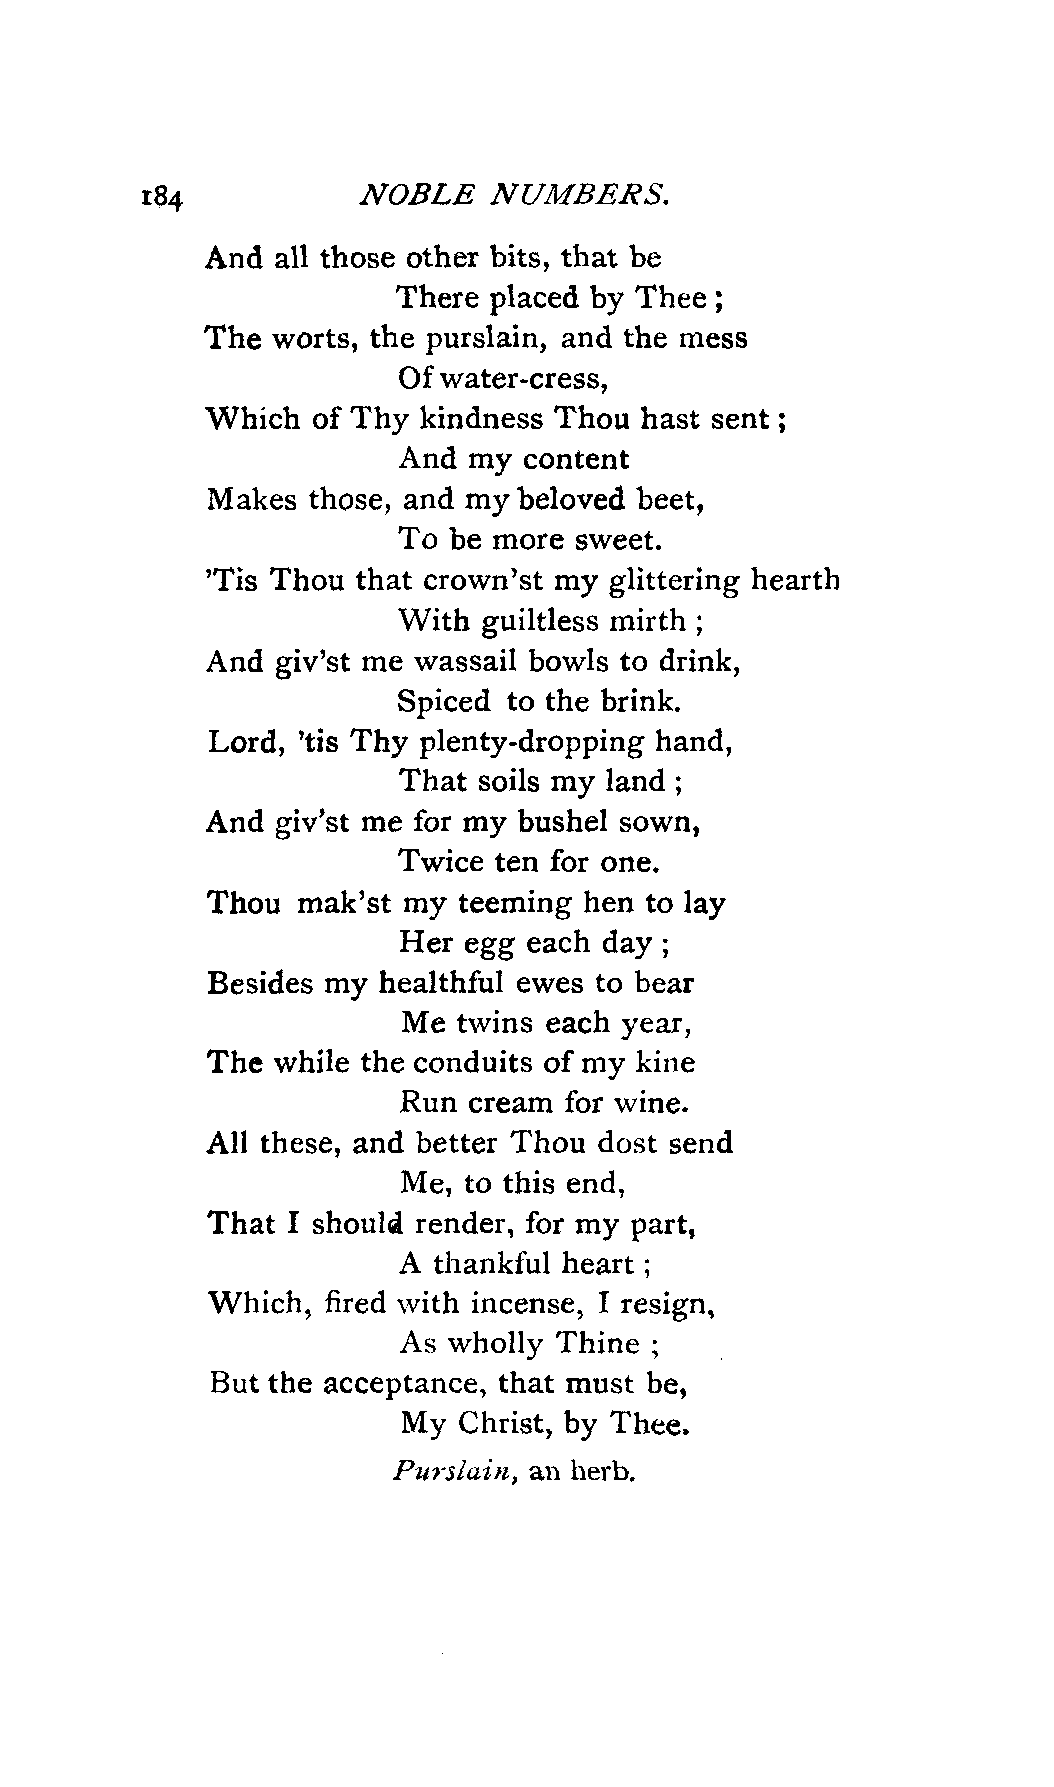 184 NOBLE NUMBERS.
And all those other bits, that be
There placed by Thee ;
The worts, the purslain, and the mess
Of water-cress,
Which of Thy kindness Thou hast sent ;
And my content
Makes those, and my beloved beet,
To be more sweet.
'Tis Thou that crown'st my glittering hearth
With guiltless mirth ;
And giv'st me wassail bowls to drink,
Spiced to the brink.
Lord, 'tis Thy plenty-dropping hand,
That soils my land ;
And giv'st me for my bushel sown,
Twice ten for one.
Thou mak'st my teeming hen to lay
Her egg each day ;
Besides my healthful ewes to bear
Me twins each year,
The while the conduits of my kine
Run cream for wine.
All these, and better Thou dost send
Me, to this end,
That I should render, for my part,
A thankful heart ;
Which, fired with incense, I resign,
As wholly Thine ;
But the acceptance, that must be,
My Christ, by Thee.
Purslain, an herb.